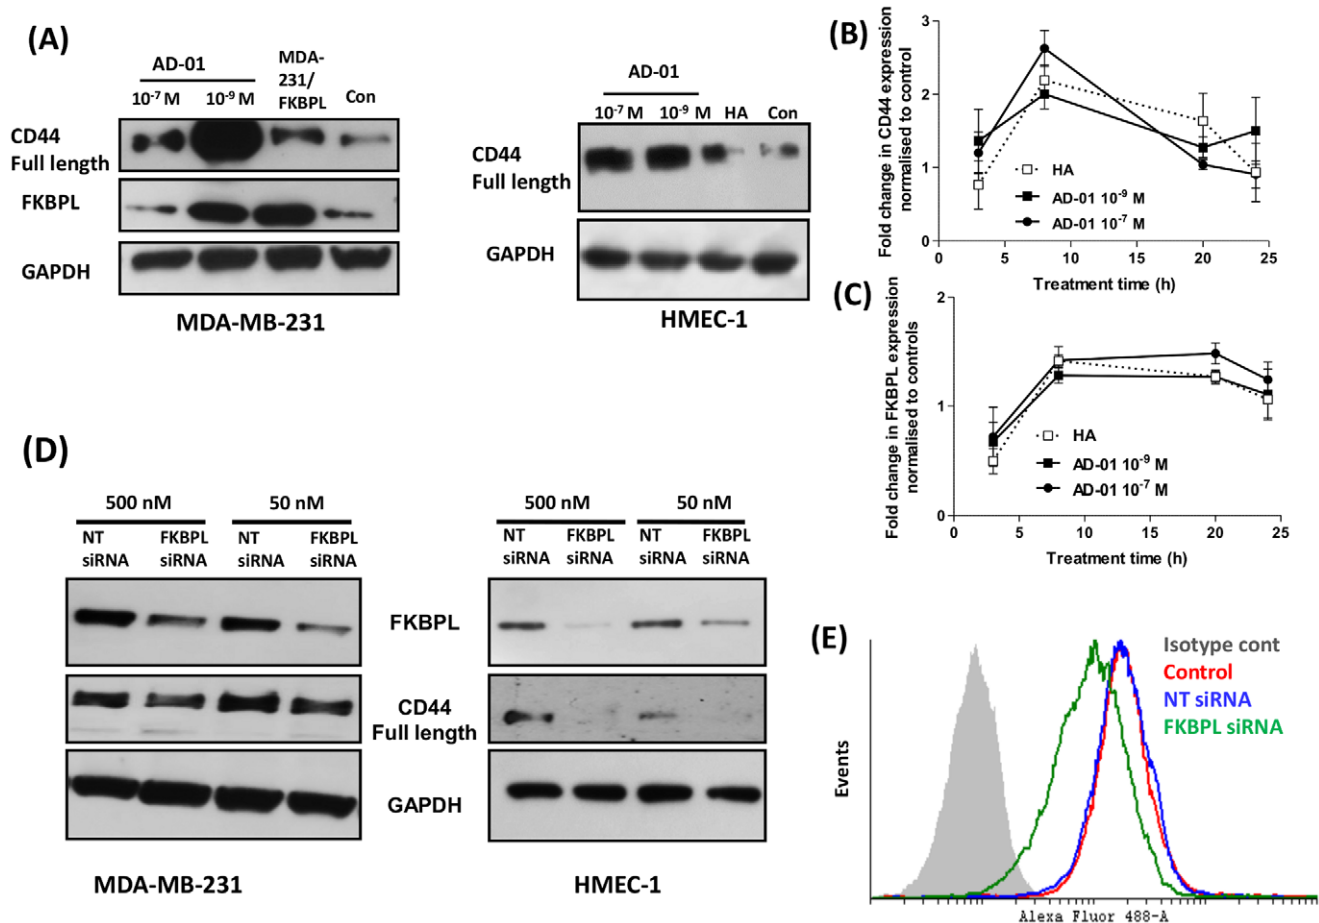 (A)
AD-01
10-7 M 10-9 M MDA-231/FKBPL Con
CD44
Full length
FKBPL
GAPDH
MDA-MB-231
AD-01
10-7 M 10-9 M HA Con
CD44
Full length
GAPDH
HMEC-1
(B)
Fold change in CD44 expression
normalised to control
3
2
1
0
HA
AD-01 10-9 M
AD-01 10-7 M
0 5 10 15 20 25
Treatment time (h)
(C)
Fold change in FKBPL expression
normalised to controls
2
1
0
HA
AD-01 10-9 M
AD-01 10-7 M
0 5 10 15 20 25
Treatment time (h)
(D)
500 nM 50 nM
NT FKBPL NT FKBPL
siRNA siRNA siRNA siRNA
500 nM 50 nM
NT FKBPL NT FKBPL
siRNA siRNA siRNA siRNA
FKBPL
CD44
Full length
GAPDH
MDA-MB-231
HMEC-1
(E)
Isotype cont
Control
NT siRNA
FKBPL siRNA
Events
Alexa Fluor 488-A